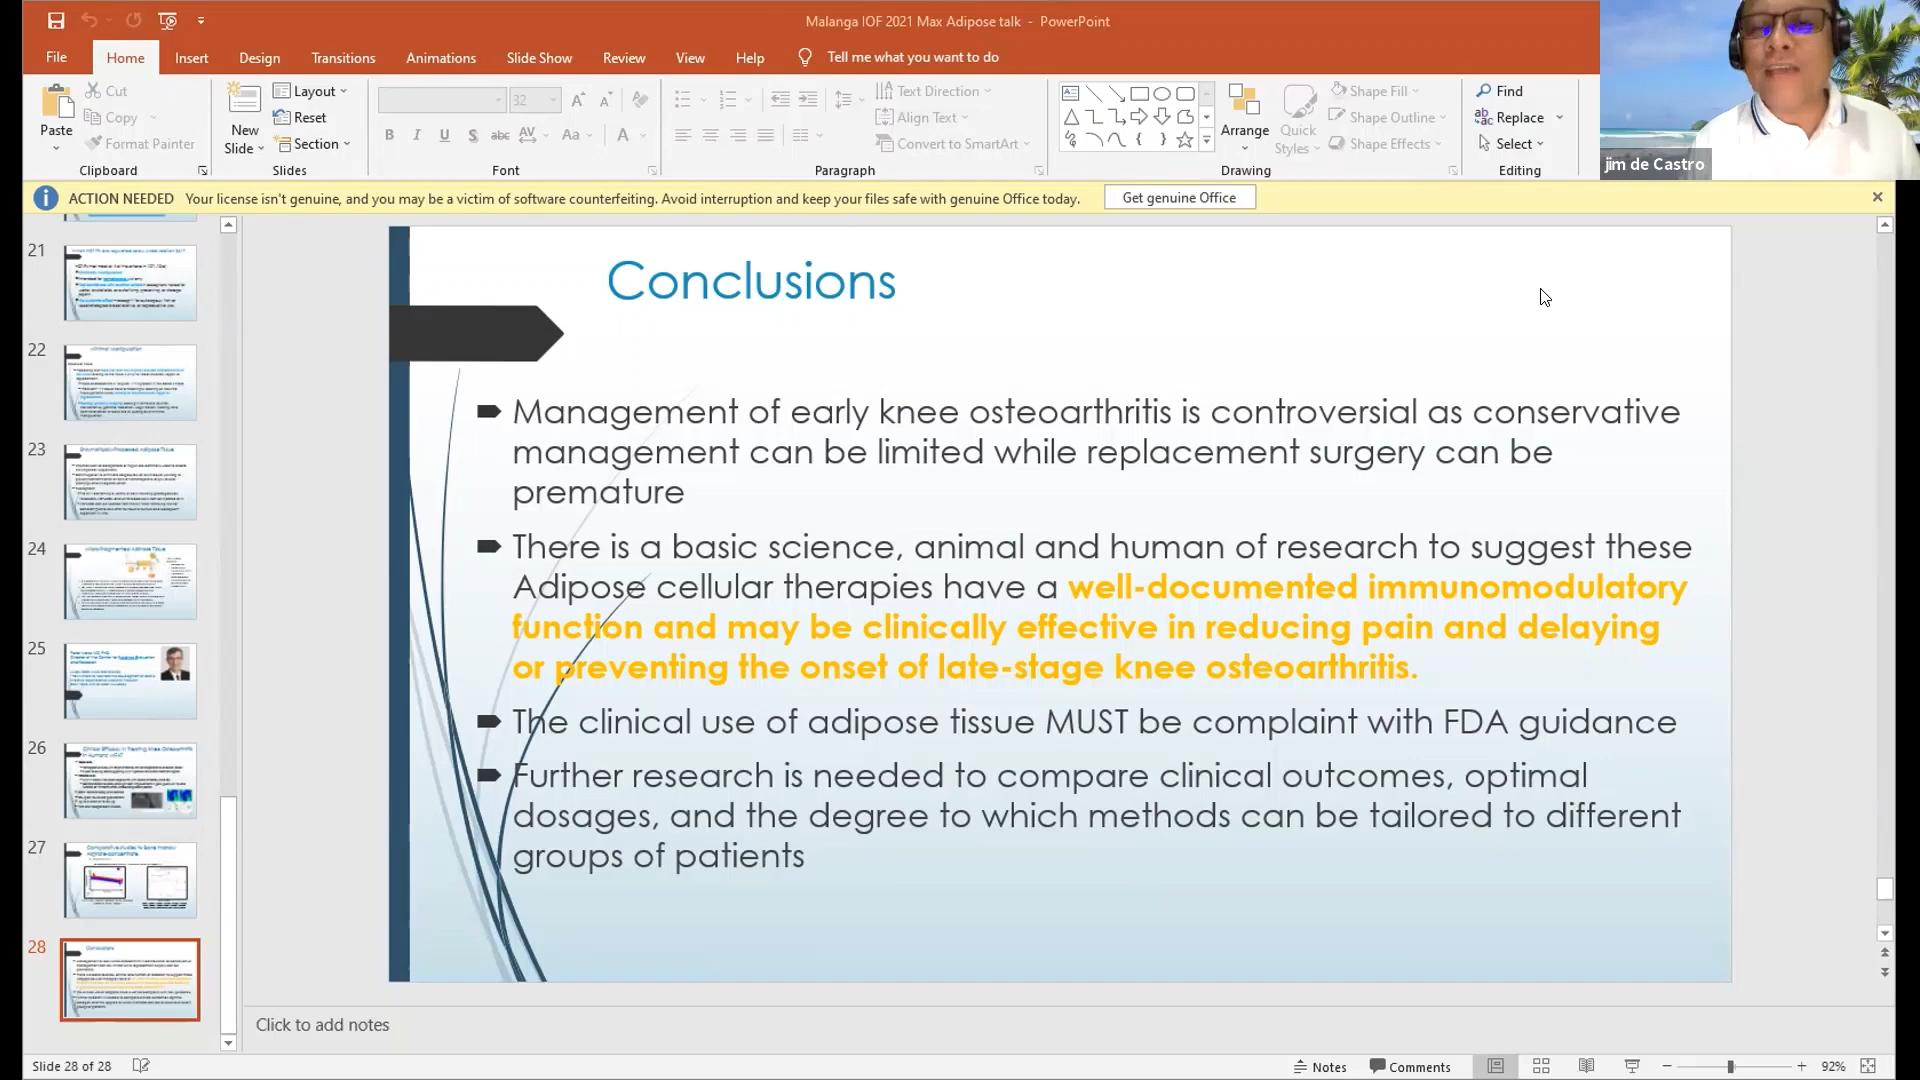 Malanga IOF 2021 Max Adipose talk - PowerPoint
File Home Insert Design Transitions Animations Slide Show Review View Help Tell me what you want to do
Paste
Cut
Copy
Format Painter
Clipboard
New
Slide
Layout
Reset
Section
Slides
32
B I U S abc AV Aa A
Font
Text Direction
Align Text
Convert to SmartArt
Paragraph
Arrange
Quick
Styles
Shape Fill
Shape Outline
Shape Effects
Drawing
Find
Replace
Select
Editing
jim de Castro
ACTION NEEDED Your license isn't genuine, and you may be a victim of software counterfeiting. Avoid interruption and keep your files safe with genuine Office today. Get genuine Office
21
22
23
24
25
26
27
28
Conclusions
Management of early knee osteoarthritis is controversial as conservative
management can be limited while replacement surgery can be
premature
There is a basic science, animal and human of research to suggest these
Adipose cellular therapies have a well-documented immunomodulatory
function and may be clinically effective in reducing pain and delaying
or preventing the onset of late-stage knee osteoarthritis.
The clinical use of adipose tissue MUST be complaint with FDA guidance
Further research is needed to compare clinical outcomes, optimal
dosages, and the degree to which methods can be tailored to different
groups of patients
Click to add notes
Slide 28 of 28
Notes Comments 92%